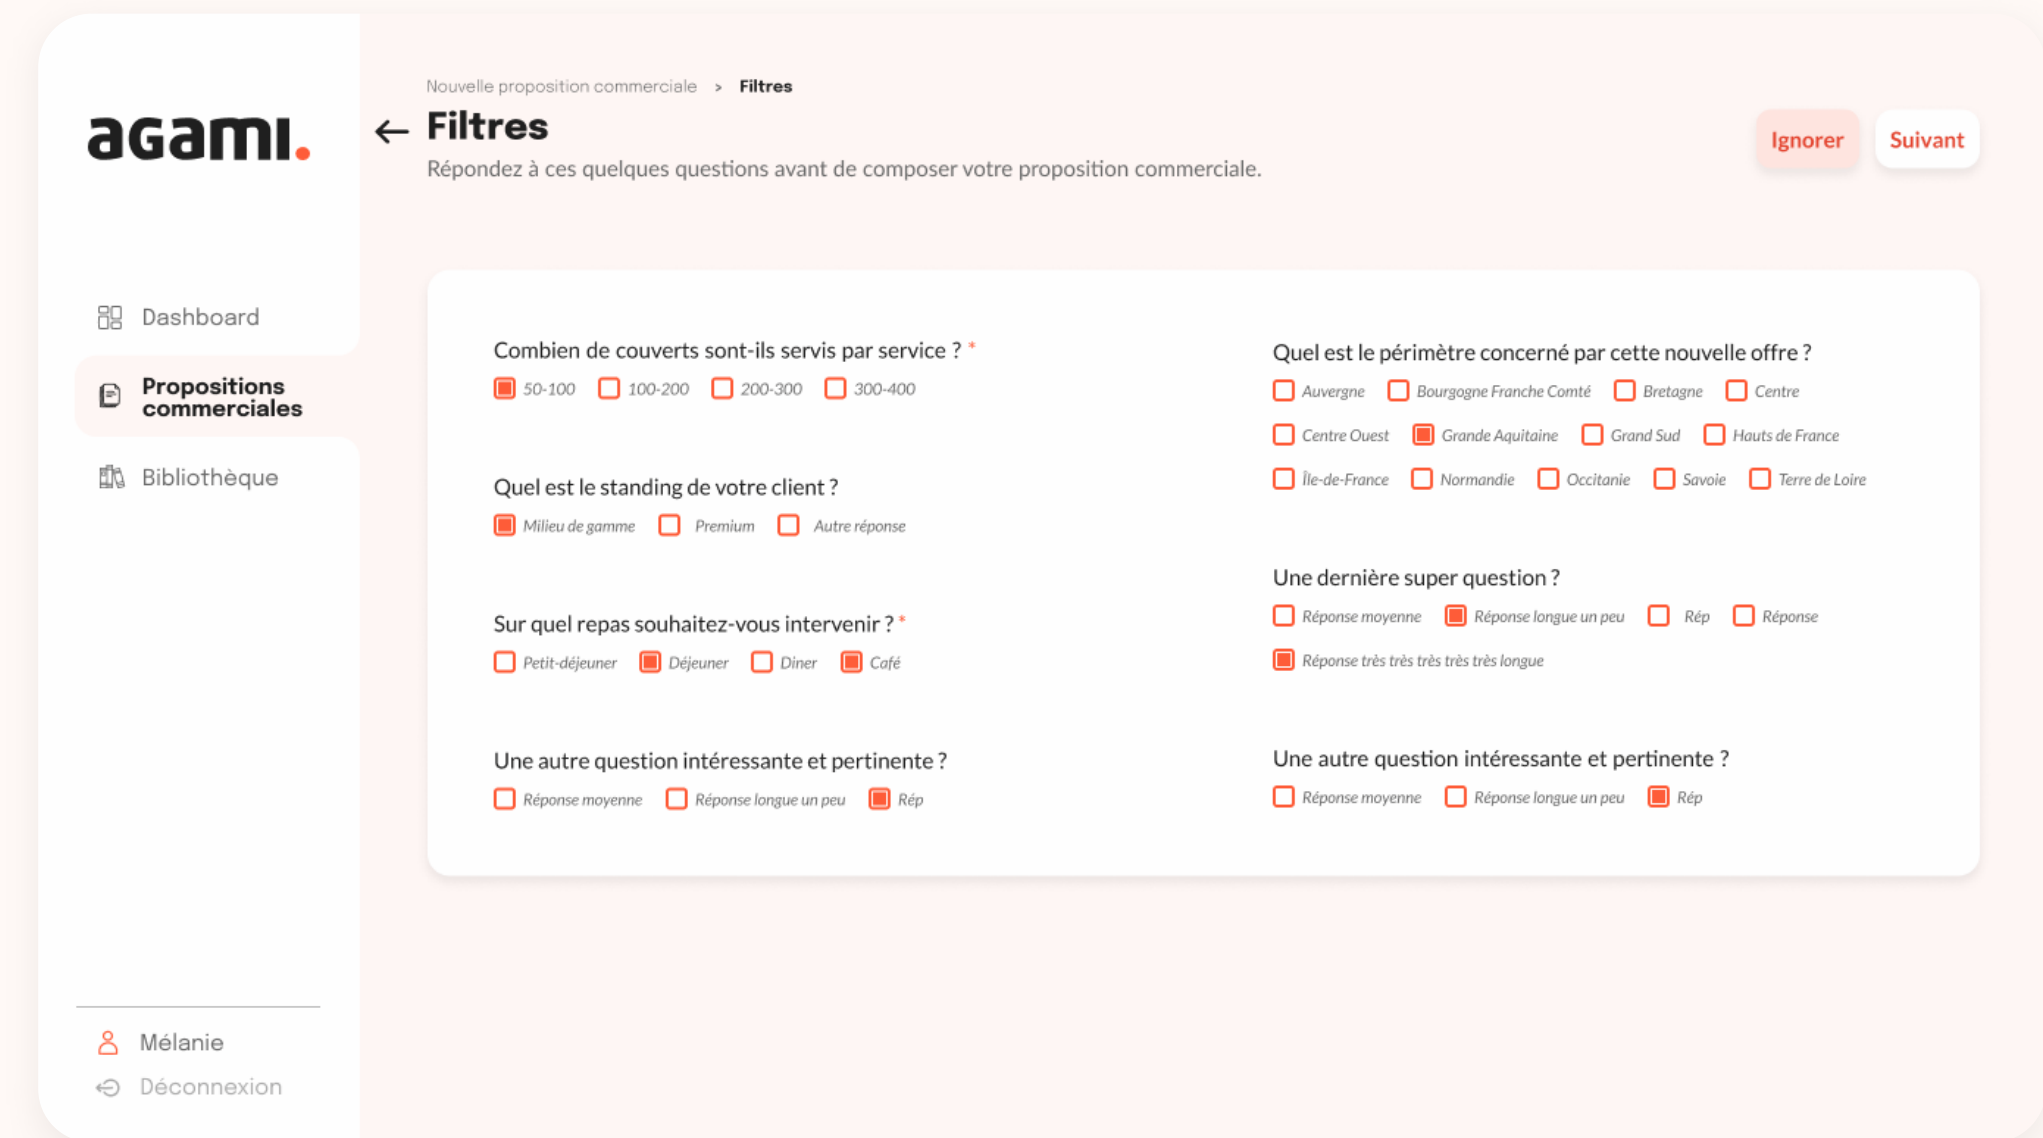 agamı.
Dashboard
Propositions
commerciales
Bibliothèque
Mélanie
Déconnexion
Nouvelle proposition commerciale > Filtres
Filtres
Répondez à ces quelques questions avant de composer votre proposition commerciale.
Ignorer Suivant
Combien de couverts sont-ils servis par service ? *
50-100 100-200 200-300 300-400
Quel est le standing de votre client ?
Milieu de gamme Premium Autre réponse
Sur quel repas souhaitez-vous intervenir ? *
Petit-déjeuner Déjeuner Diner Café
Une autre question intéressante et pertinente ?
Réponse moyenne Réponse longue un peu Rép
Quel est le périmètre concerné par cette nouvelle offre ?
Auvergne Bourgogne Franche Comté Bretagne Centre
Centre Ouest Grande Aquitaine Grand Sud Hauts de France
Île-de-France Normandie Occitanie Savoie Terre de Loire
Une dernière super question ?
Réponse moyenne Réponse longue un peu Rép Réponse
Réponse très très très très très longue
Une autre question intéressante et pertinente ?
Réponse moyenne Réponse longue un peu Rép